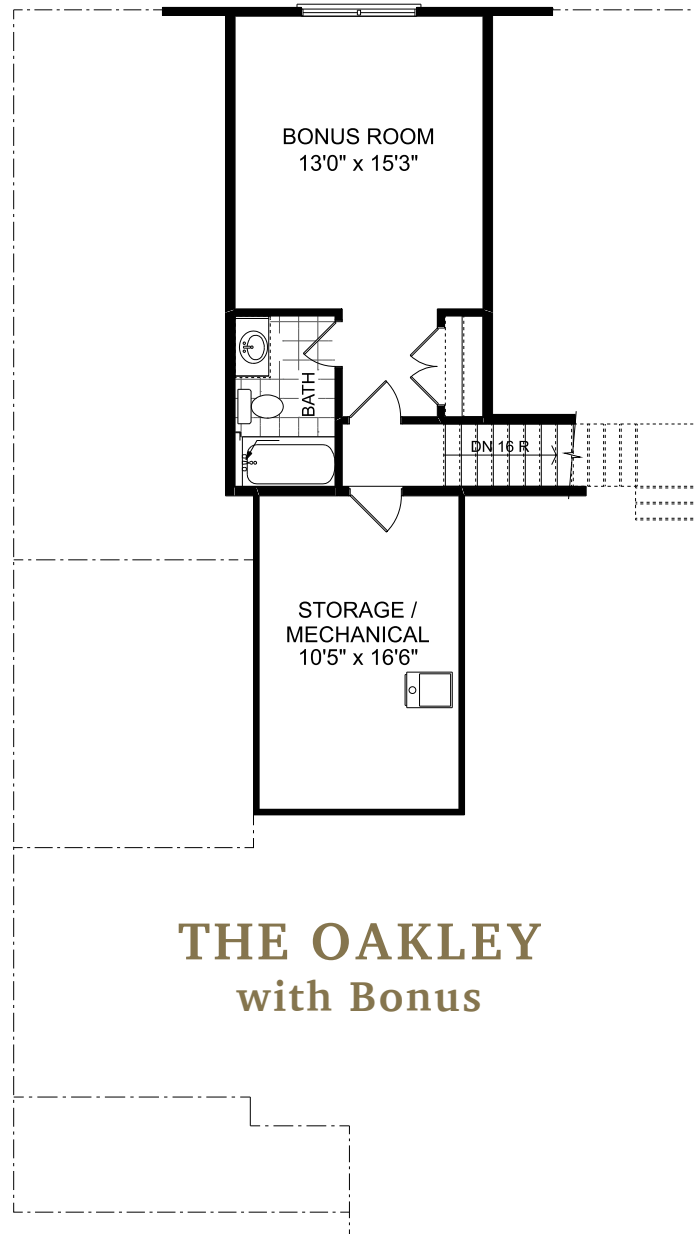 BONUS ROOM
13'0" x 15'3"
BATH
DN 16 R
STORAGE /
MECHANICAL
10'5" x 16'6"
THE OAKLEY
with Bonus